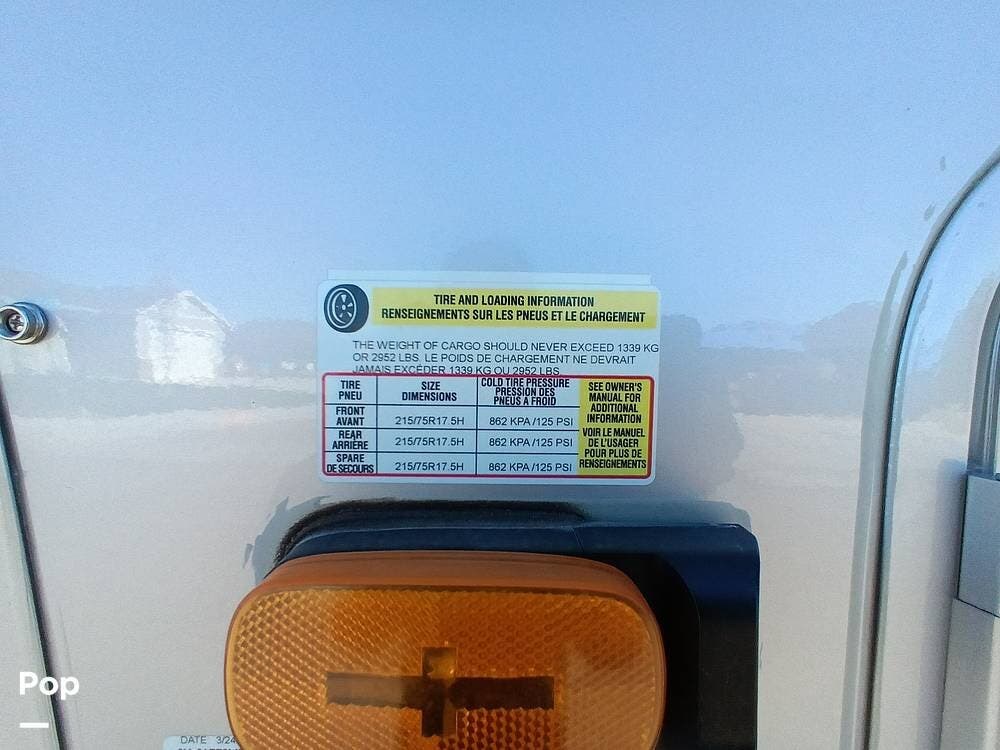 TIRE AND LOADING INFORMATION
RENSEIGNEMENTS SUR LES PNEUS ET LE CHARGEMENT
THE WEIGHT OF CARGO SHOULD NEVER EXCEED 1339 KG
OR 2952 LBS. LE POIDS DE CHARGEMENT NE DEVRAIT
JAMAIS EXCÉDER 1339 KG OU 2952 LBS
TIRE
PNEU
SIZE
DIMENSIONS
COLD TIRE PRESSURE
PRESSION DES
PNEUS A FROID
FRONT
AVANT
215/75R17.5H
862 KPA /125 PSI
REAR
ARRIÈRE
215/75R17.5H
862 KPA /125 PSI
SPARE
DE SECOURS
215/75R17.5H
862 KPA /125 PSI
SEE OWNER'S
MANUAL FOR
ADDITIONAL
INFORMATION
VOIR LE MANUEL
DE L'USAGER
POUR PLUS DE
RENSEIGNEMENTS
Pop
DATE 3/24